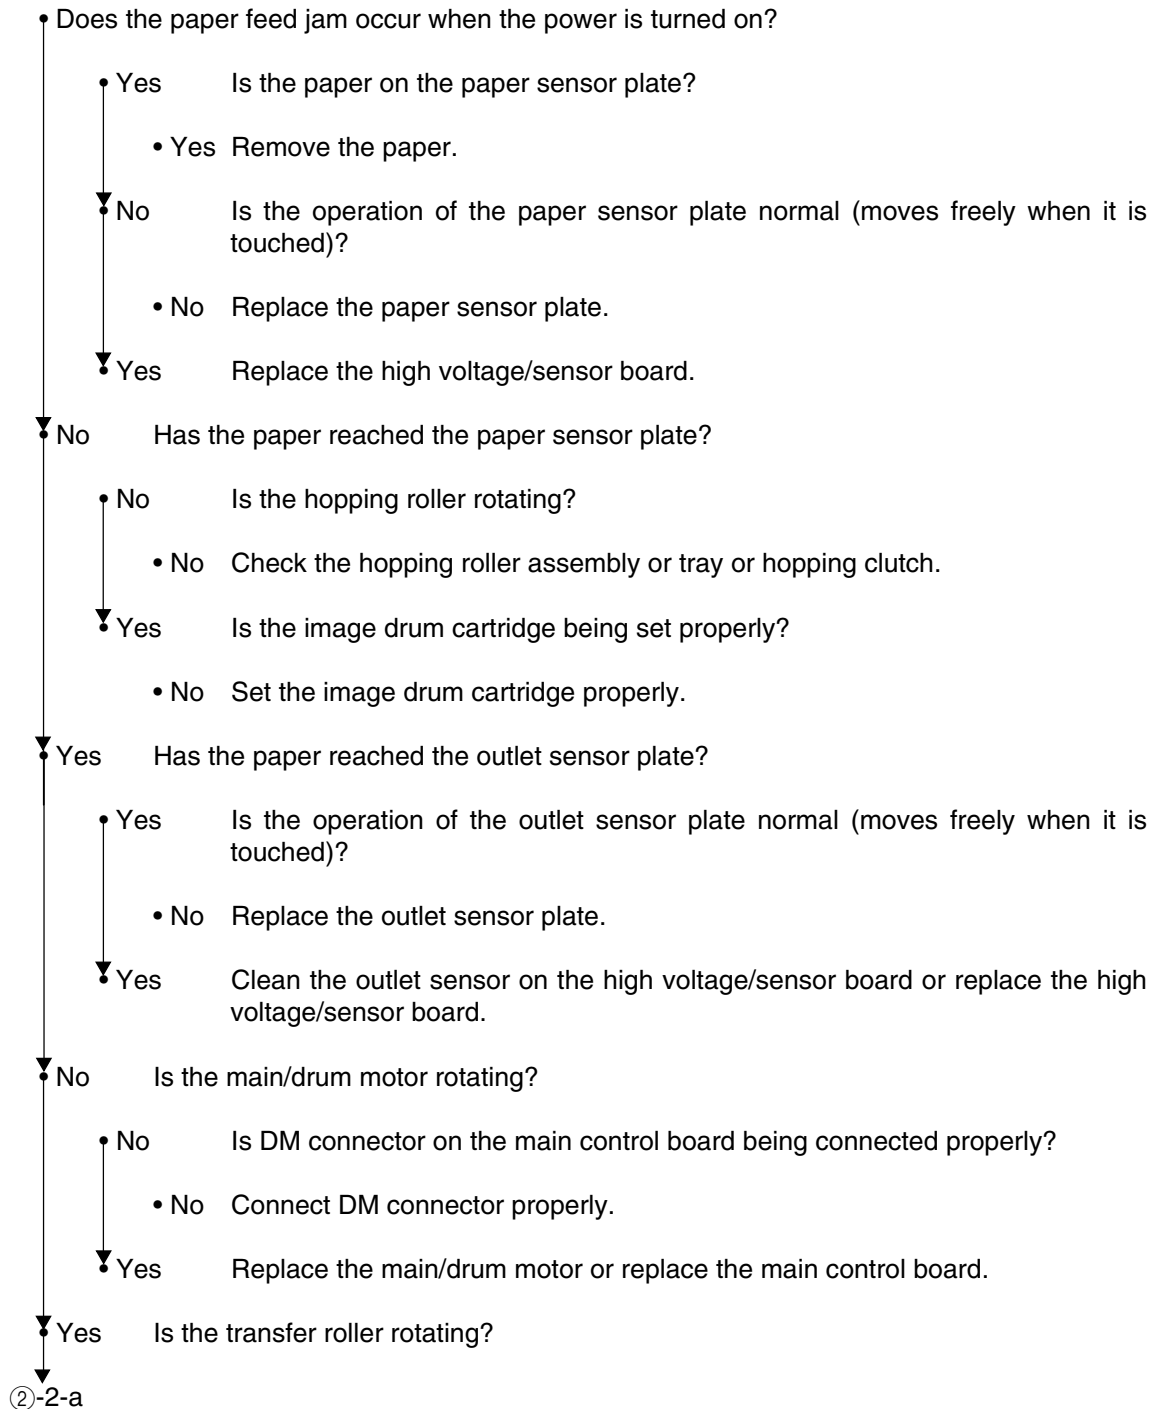 • Does the paper feed jam occur when the power is turned on?
• Yes Is the paper on the paper sensor plate?
• Yes Remove the paper.
• No Is the operation of the paper sensor plate normal (moves freely when it is
touched)?
• No Replace the paper sensor plate.
• Yes Replace the high voltage/sensor board.
• No Has the paper reached the paper sensor plate?
• No Is the hopping roller rotating?
• No Check the hopping roller assembly or tray or hopping clutch.
• Yes Is the image drum cartridge being set properly?
• No Set the image drum cartridge properly.
• Yes Has the paper reached the outlet sensor plate?
• Yes Is the operation of the outlet sensor plate normal (moves freely when it is
touched)?
• No Replace the outlet sensor plate.
• Yes Clean the outlet sensor on the high voltage/sensor board or replace the high
voltage/sensor board.
• No Is the main/drum motor rotating?
• No Is DM connector on the main control board being connected properly?
• No Connect DM connector properly.
• Yes Replace the main/drum motor or replace the main control board.
• Yes Is the transfer roller rotating?
②-2-a